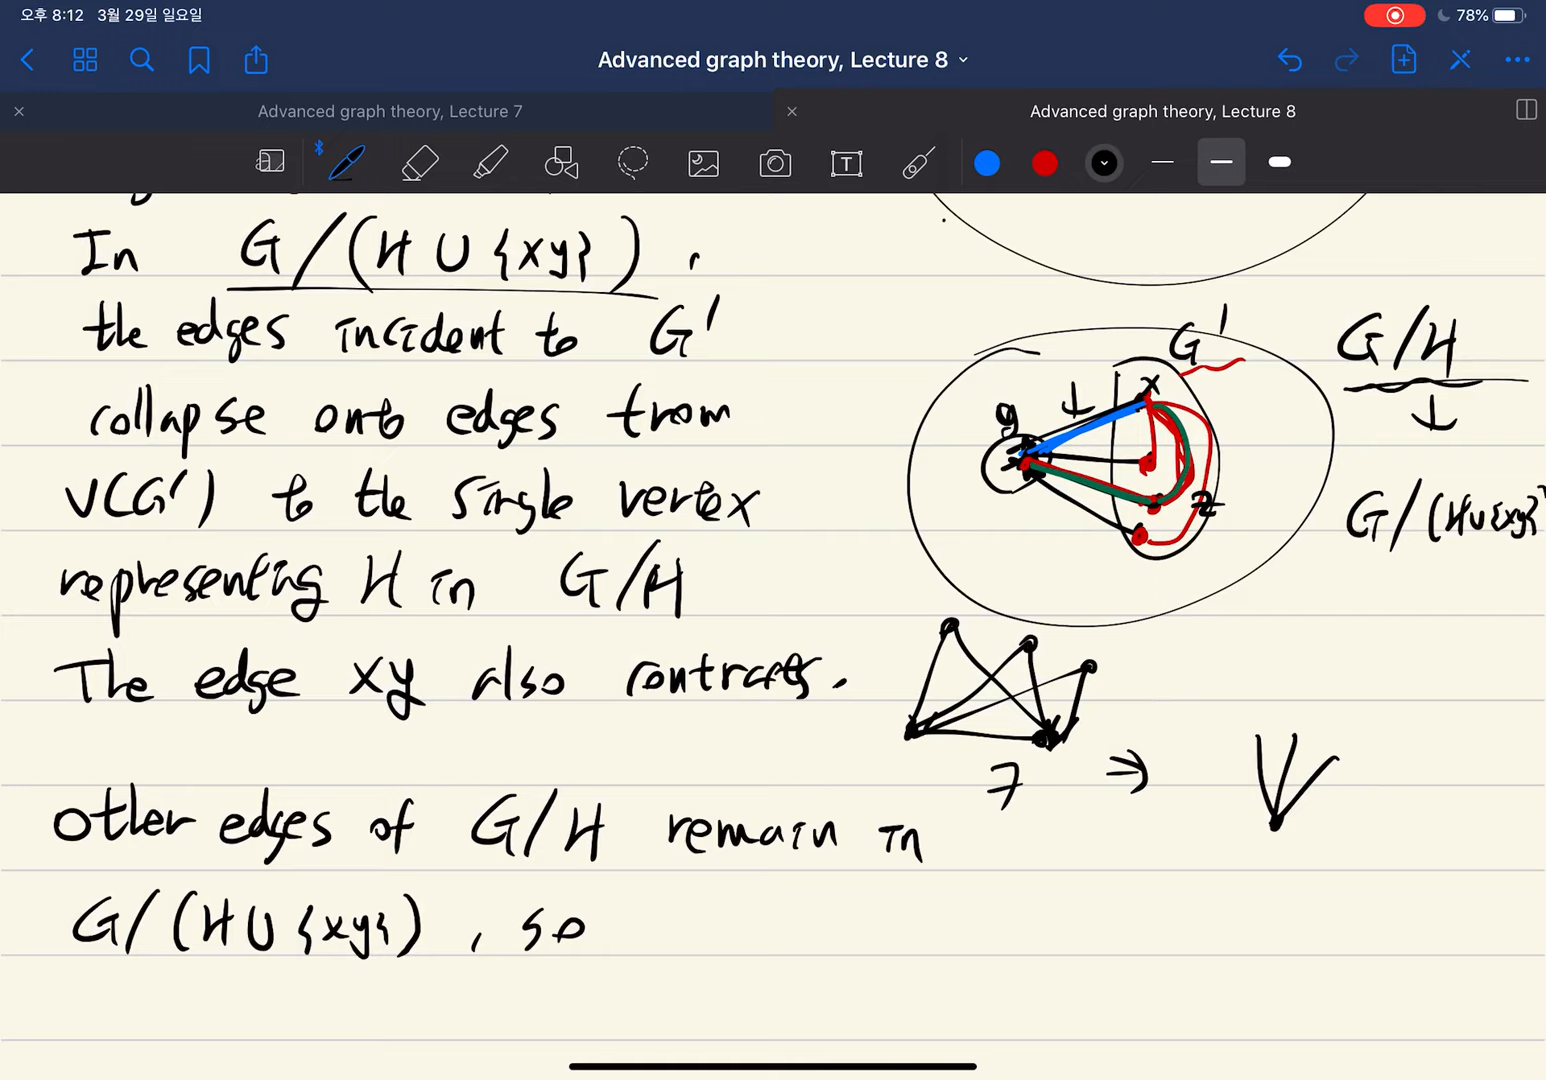 오후 8:12 3월 29일 일요일
78%
Advanced graph theory, Lecture 8
Advanced graph theory, Lecture 7
Advanced graph theory, Lecture 8
In G/(H ∪ {xy}),
the edges incident to G'
collapse onto edges from
V(G') to the single vertex
representing H in G/H
The edge xy also contracts.
Other edges of G/H remain in
G/(H ∪ {xy}), so
G'
x
y
z
G/H
↓
G/(H∪{xy}
7 ⇒